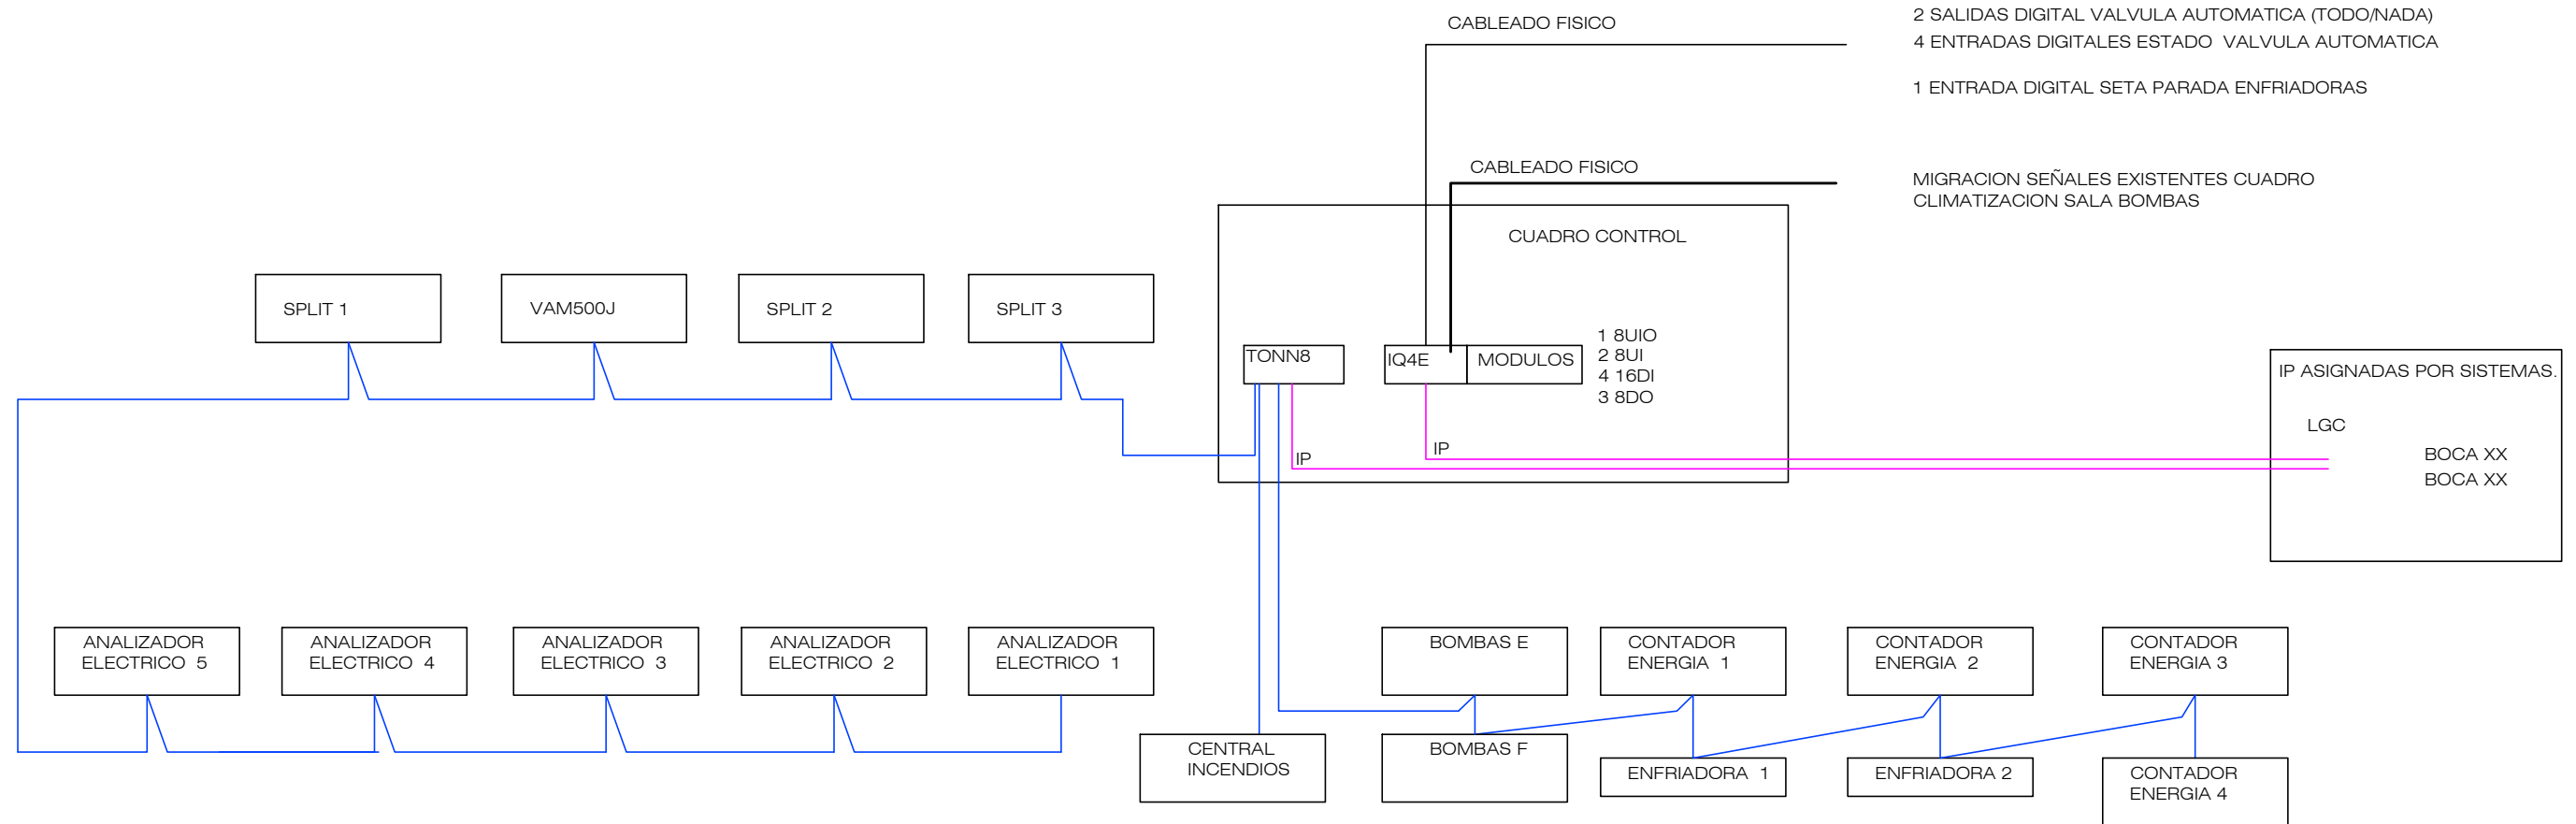 CABLEADO FISICO
2 SALIDAS DIGITAL VALVULA AUTOMATICA (TODO/NADA)
4 ENTRADAS DIGITALES ESTADO  VALVULA AUTOMATICA
1 ENTRADA DIGITAL SETA PARADA ENFRIADORAS
CABLEADO FISICO
MIGRACION SEÑALES EXISTENTES CUADRO
CLIMATIZACION SALA BOMBAS
CUADRO CONTROL
SPLIT 1
VAM500J
SPLIT 2
SPLIT 3
TONN8
IQ4E
MODULOS
1 8UIO
2 8UI
4 16DI
3 8DO
IP
IP
IP ASIGNADAS POR SISTEMAS.
LGC
BOCA XX
BOCA XX
ANALIZADOR
ELECTRICO  5
ANALIZADOR
ELECTRICO  4
ANALIZADOR
ELECTRICO  3
ANALIZADOR
ELECTRICO  2
ANALIZADOR
ELECTRICO  1
BOMBAS E
CONTADOR
ENERGIA  1
CONTADOR
ENERGIA  2
CONTADOR
ENERGIA 3
CENTRAL
INCENDIOS
BOMBAS F
ENFRIADORA  1
ENFRIADORA 2
CONTADOR
ENERGIA 4